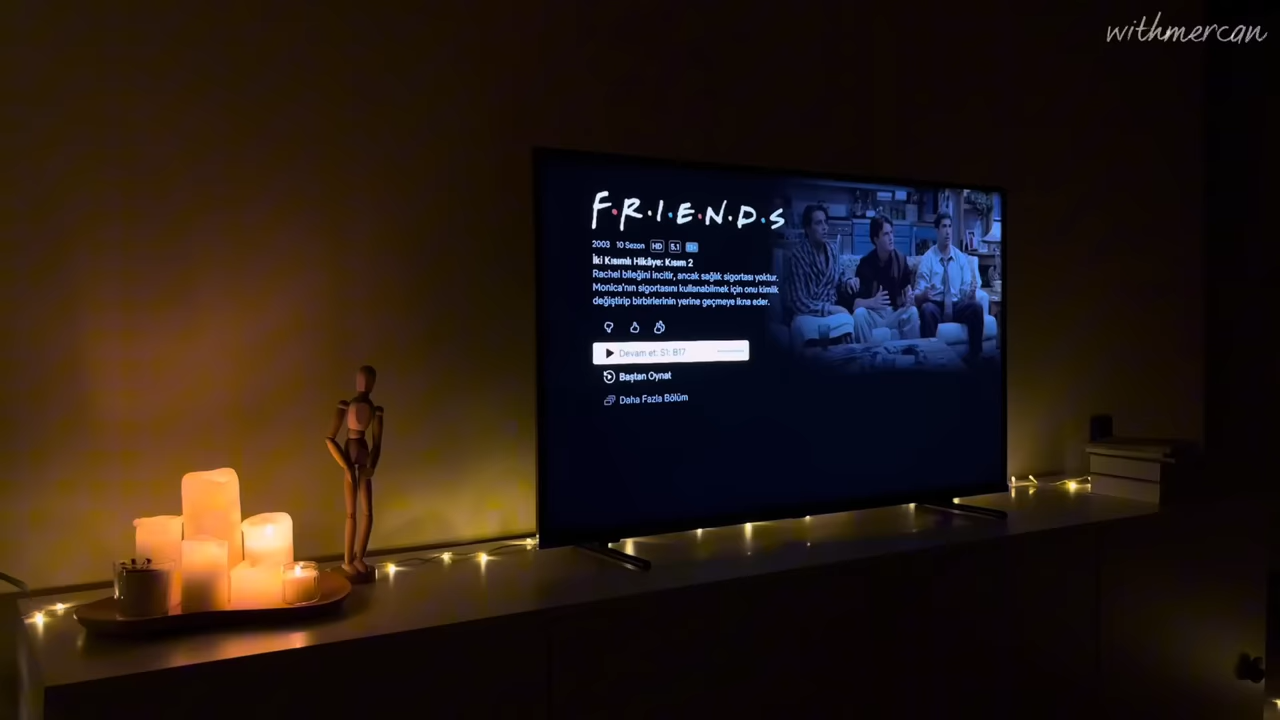 withmercan
F.R.I.E.N.D.S
2003 10 Sezon HD 5.1 13+
İki Kısımlı Hikâye: Kısım 2
Rachel bileğini incitir, ancak sağlık sigortası yoktur.
Monica'nın sigortasını kullanabilmek için onu kimlik
değiştirip birbirlerinin yerine geçmeye ikna eder.
Devam et: S1: B17
Baştan Oynat
Daha Fazla Bölüm